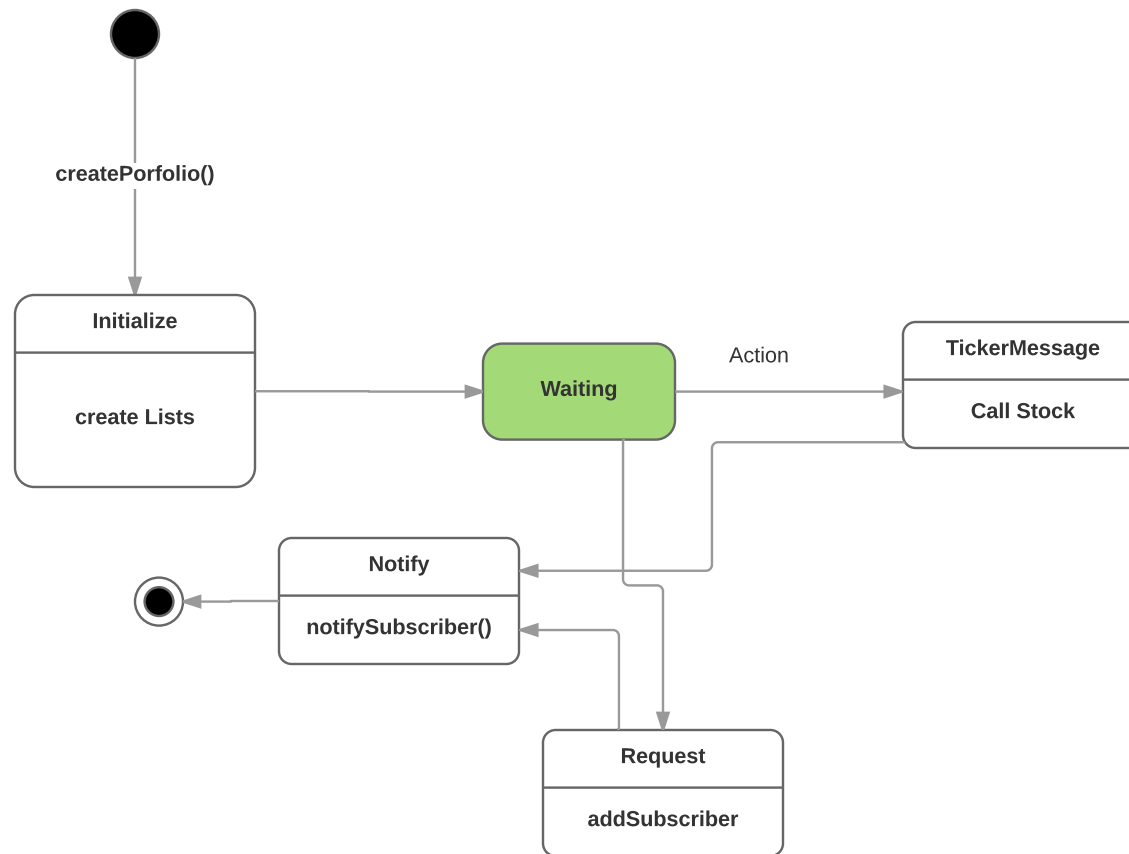 createPorfolio()
Initialize
create Lists
Waiting
Action
TickerMessage
Call Stock
Notify
notifySubscriber()
Request
addSubscriber